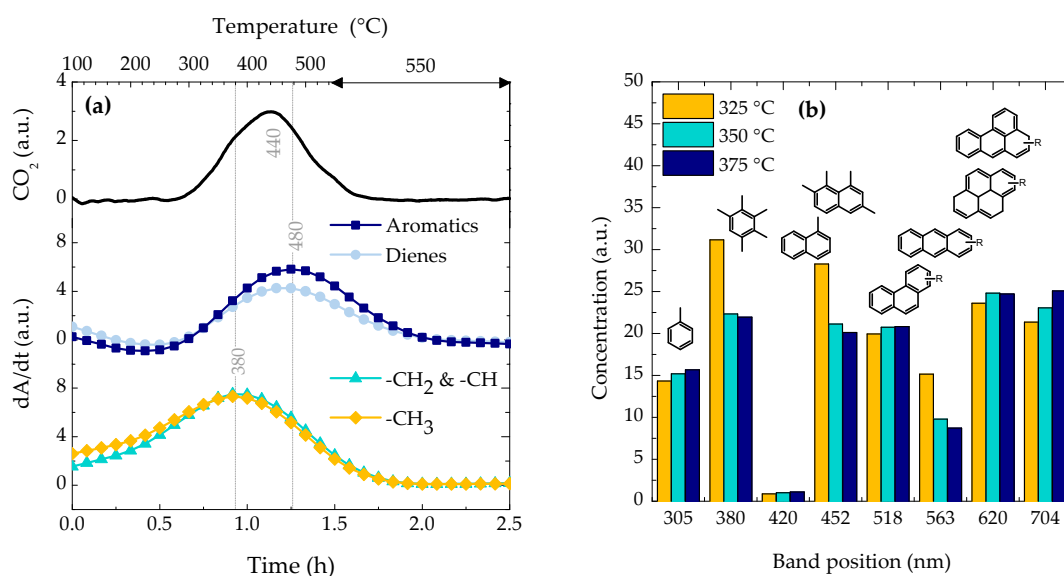 Temperature (°C)
100 200 300 400 500 550
(a)
4
2
0
CO2 (a.u.)
440
Aromatics
Dienes
480
8
4
0
dA/dt (a.u.)
380
-CH2 & -CH
-CH3
8
4
0
0.0 0.5 1.0 1.5 2.0 2.5
Time (h)
(b)
325 °C
350 °C
375 °C
R
R
R
R
50
45
40
35
30
25
20
15
10
5
0
Concentration (a.u.)
305 380 420 452 518 563 620 704
Band position (nm)